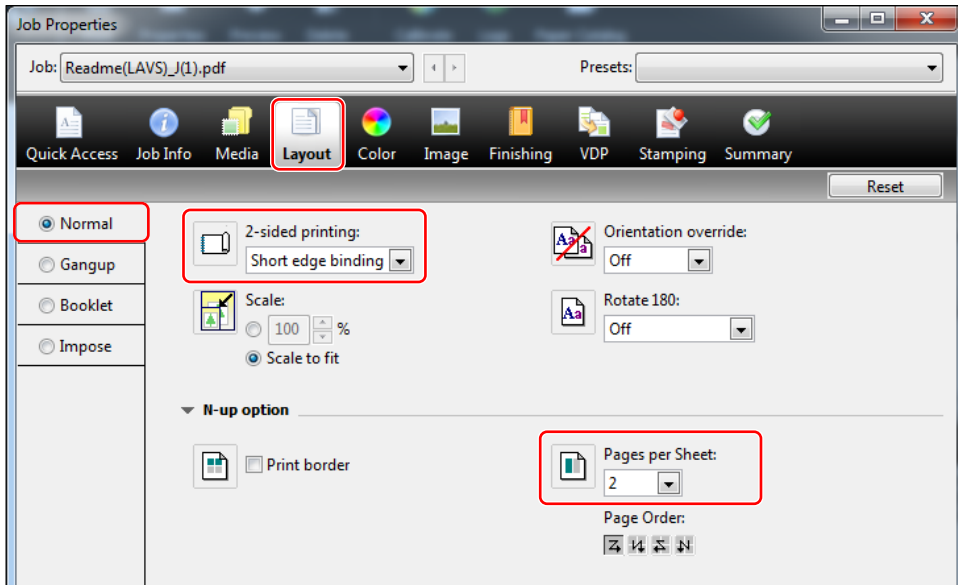 Job Properties
Job: Readme(LAVS)_J(1).pdf
Presets:
Quick Access Job Info Media Layout Color Image Finishing VDP Stamping Summary
Reset
Normal
Gangup
Booklet
Impose
2-sided printing:
Short edge binding
Orientation override:
Off
Scale:
100 %
Scale to fit
Rotate 180:
Off
N-up option
Print border
Pages per Sheet:
2
Page Order: